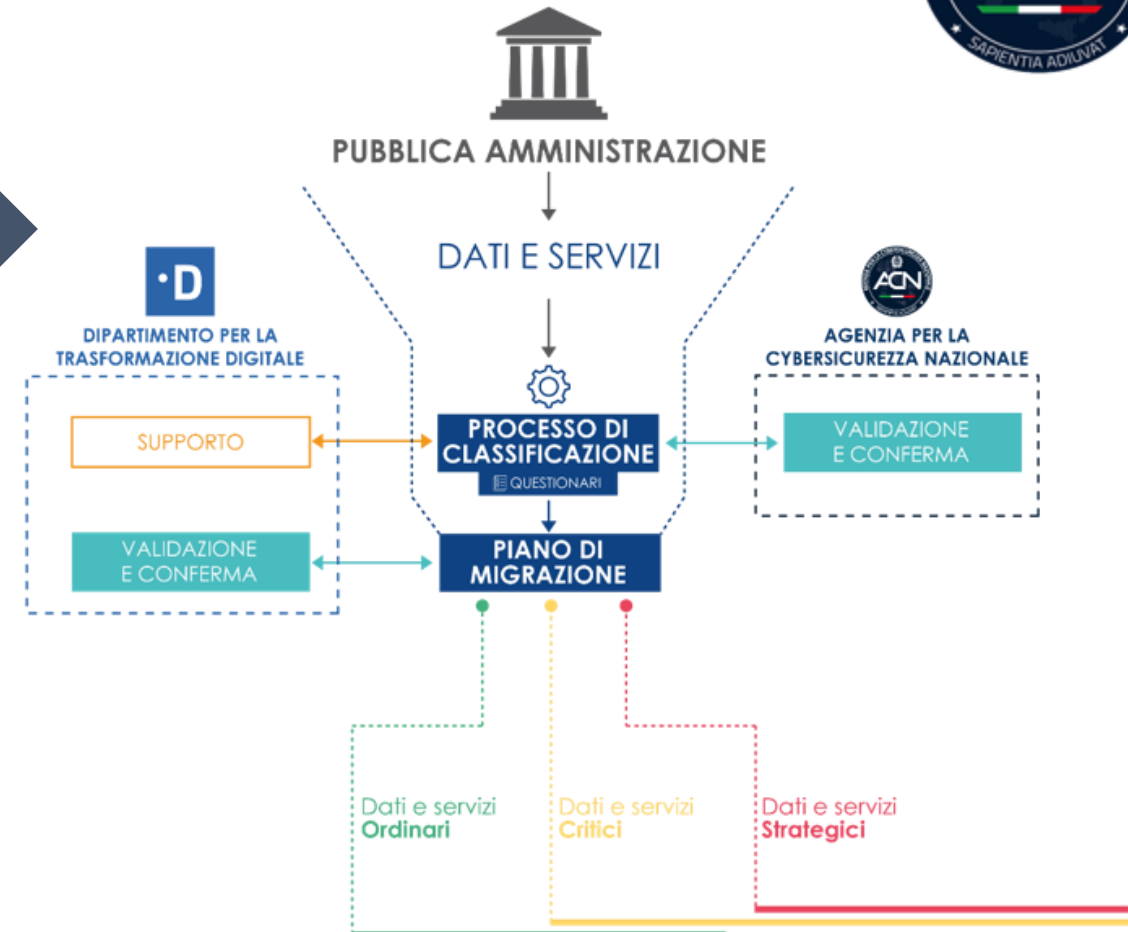 SAPIENTIA ADIUVAT
PUBBLICA AMMINISTRAZIONE
DATI E SERVIZI
·D
DIPARTIMENTO PER LA
TRASFORMAZIONE DIGITALE
ACN
AGENZIA PER LA
CYBERSICUREZZA NAZIONALE
SUPPORTO
PROCESSO DI
CLASSIFICAZIONE
QUESTIONARI
VALIDAZIONE
E CONFERMA
VALIDAZIONE
E CONFERMA
PIANO DI
MIGRAZIONE
Dati e servizi
Ordinari
Dati e servizi
Critici
Dati e servizi
Strategici